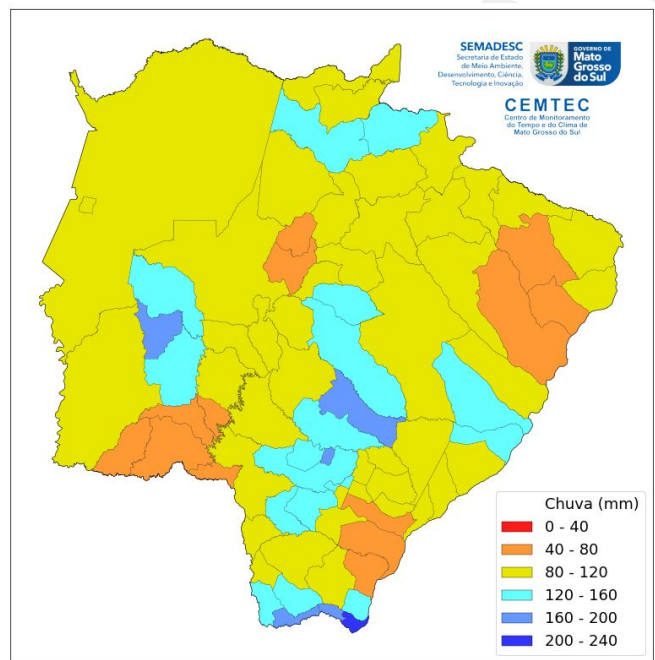 SEMADESC
Secretaria de Estado
de Meio Ambiente,
Desenvolvimento, Ciência,
Tecnologia e Inovação
GOVERNO DE
Mato
Grosso
do Sul
CEMTEC
Centro de Monitoramento
do Tempo e do Clima de
Mato Grosso do Sul
Chuva (mm)
0 - 40
40 - 80
80 - 120
120 - 160
160 - 200
200 - 240